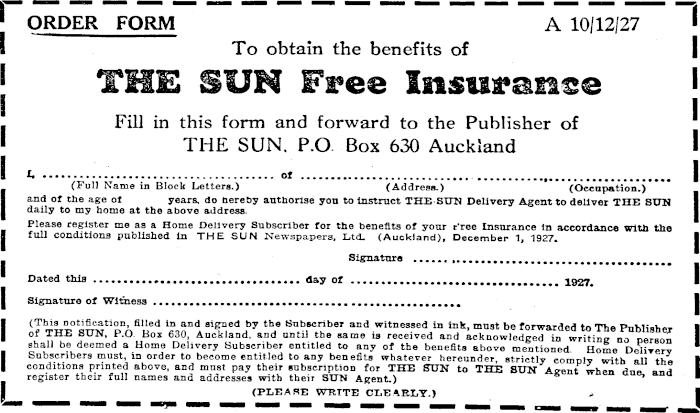 ORDER FORM A 10/12/27
To obtain the benefits of
THE SUN Free Insurance
Fill in this form and forward to the Publisher of
THE SUN, P.O. Box 630 Auckland
I, ........................................ of ........................................................................
(Full Name in Block Letters.) (Address.) (Occupation.)
and of the age of years, do hereby authorise you to instruct THE SUN Delivery Agent to deliver THE SUN
daily to my home at the above address.
Please register me as a Home Delivery Subscriber for the benefits of your Free Insurance in accordance with the
full conditions published in THE SUN Newspapers, Ltd. (Auckland), December 1, 1927.
Signature ..............................................
Dated this ........................................ day of ........................................ 1927.
Signature of Witness ............................................................
(This notification, filled in and signed by the Subscriber and witnessed in ink, must be forwarded to The Publisher
of THE SUN, P.O. Box 630, Auckland, and until the same is received and acknowledged in writing no person
shall be deemed a Home Delivery Subscriber entitled to any of the benefits above mentioned. Home Delivery
Subscribers must, in order to become entitled to any benefits whatever hereunder, strictly comply with all the
conditions printed above, and must pay their subscription for THE SUN to THE SUN Agent when due, and
register their full names and addresses with their SUN Agent.)
(PLEASE WRITE CLEARLY.)